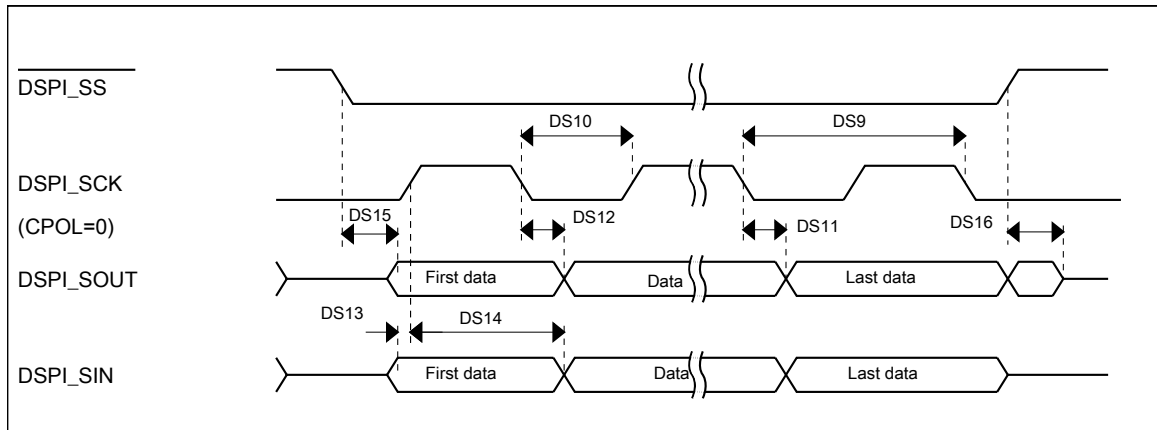 DSPI_SS
DS10
DS9
DSPI_SCK
(CPOL=0)
DS15
DS12
DS11
DS16
DSPI_SOUT
First data
Data
Last data
DS13
DS14
DSPI_SIN
First data
Data
Last data